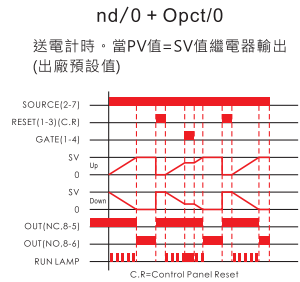 nd/0 + Opct/0
送電計時。當PV值=SV值繼電器輸出
(出廠預設值)
SOURCE(2-7)
RESET(1-3)(C.R)
GATE(1-4)
SV
Up
0
SV
Down
0
OUT(NC,8-5)
OUT(NO,8-6)
RUN LAMP
C.R=Control Panel Reset